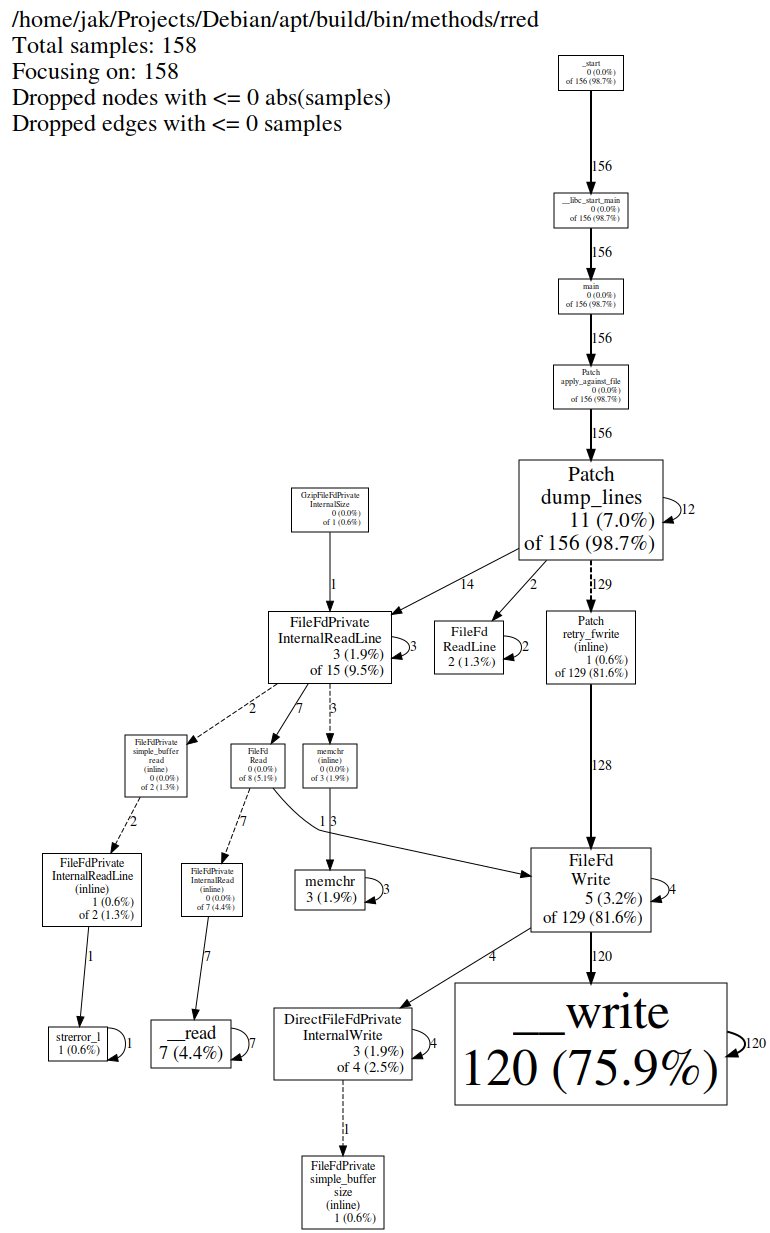 /home/jak/Projects/Debian/apt/build/bin/methods/rred
Total samples: 158
Focusing on: 158
Dropped nodes with <= 0 abs(samples)
Dropped edges with <= 0 samples
_start
0 (0.0%)
of 156 (98.7%)
156
__libc_start_main
0 (0.0%)
of 156 (98.7%)
156
main
0 (0.0%)
of 156 (98.7%)
156
Patch
apply_against_file
0 (0.0%)
of 156 (98.7%)
156
Patch
dump_lines
11 (7.0%)
of 156 (98.7%)
12
GzipFileFdPrivate
InternalSize
0 (0.0%)
of 1 (0.6%)
1
14
2
129
FileFdPrivate
InternalReadLine
3 (1.9%)
of 15 (9.5%)
3
FileFd
ReadLine
2 (1.3%)
2
Patch
retry_fwrite
(inline)
1 (0.6%)
of 129 (81.6%)
2
7
3
128
FileFdPrivate
simple_buffer
read
(inline)
0 (0.0%)
of 2 (1.3%)
FileFd
Read
0 (0.0%)
of 8 (5.1%)
memchr
(inline)
0 (0.0%)
of 3 (1.9%)
2
7
1
3
FileFdPrivate
InternalReadLine
(inline)
1 (0.6%)
of 2 (1.3%)
FileFdPrivate
InternalRead
(inline)
0 (0.0%)
of 7 (4.4%)
memchr
3 (1.9%)
3
FileFd
Write
5 (3.2%)
of 129 (81.6%)
4
1
7
4
120
strerror_l
1 (0.6%)
1
__read
7 (4.4%)
7
DirectFileFdPrivate
InternalWrite
3 (1.9%)
of 4 (2.5%)
4
__write
120 (75.9%)
120
1
FileFdPrivate
simple_buffer
size
(inline)
1 (0.6%)